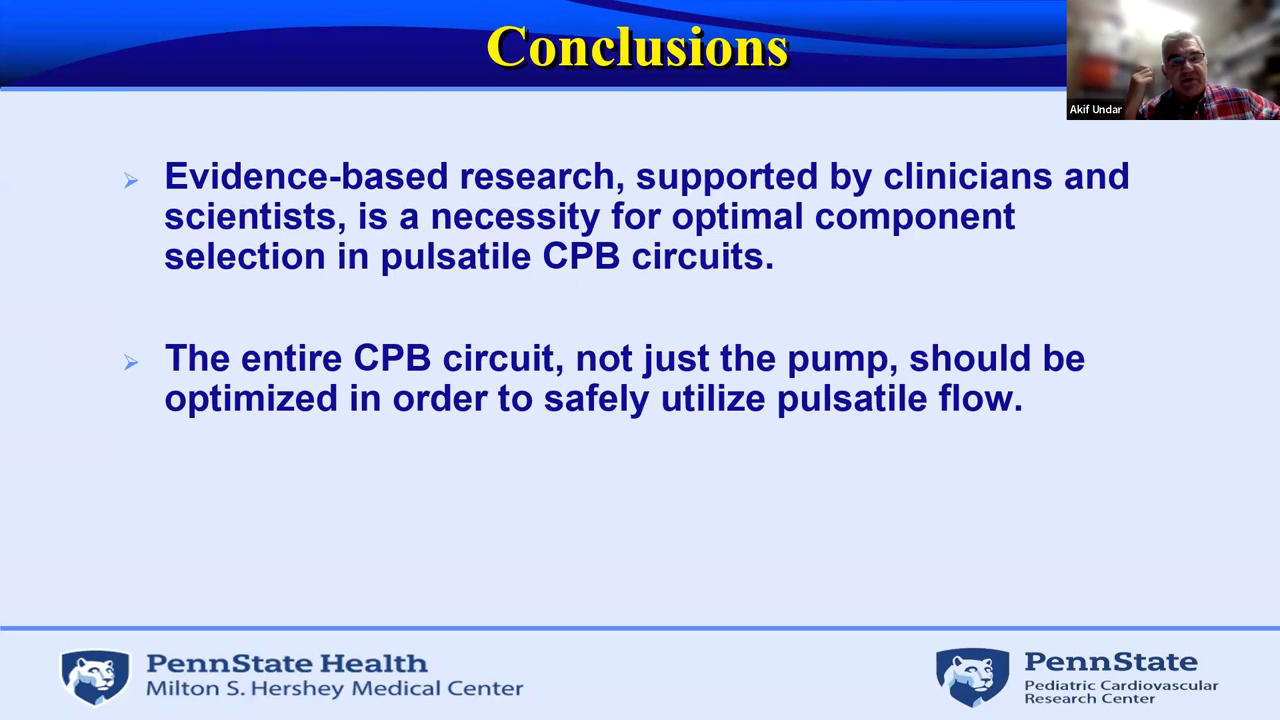 Conclusions
Akif Undar
Evidence-based research, supported by clinicians and
scientists, is a necessity for optimal component
selection in pulsatile CPB circuits.
The entire CPB circuit, not just the pump, should be
optimized in order to safely utilize pulsatile flow.
PennState Health
Milton S. Hershey Medical Center
PennState
Pediatric Cardiovascular
Research Center